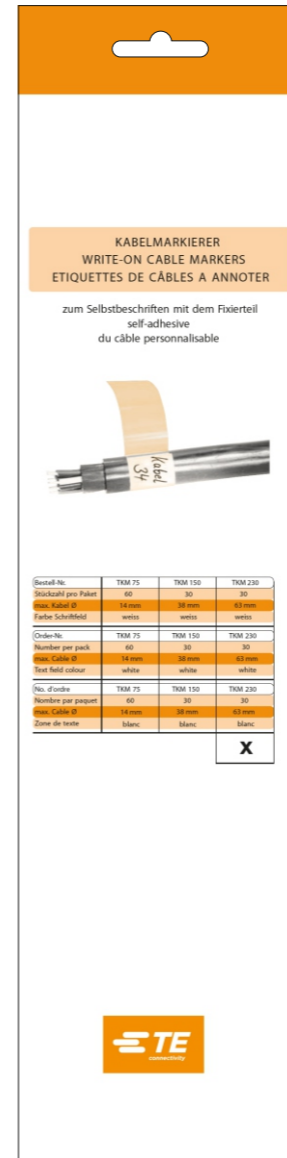 KABELMARKIERER
WRITE-ON CABLE MARKERS
ETIQUETTES DE CÂBLES A ANNOTER
zum Selbstbeschriften mit dem Fixierteil
self-adhesive
du câble personnalisable
Kabel
34
Bestell-Nr. TKM 75 TKM 150 TKM 230
Stückzahl pro Paket 60 30 30
max. Kabel Ø 14 mm 38 mm 63 mm
Farbe Schriftfeld weiss weiss weiss
Order-Nr. TKM 75 TKM 150 TKM 230
Number per pack 60 30 30
max. Cable Ø 14 mm 38 mm 63 mm
Text field colour white white white
No. d'ordre TKM 75 TKM 150 TKM 230
Nombre par paquet 60 30 30
max. Cable Ø 14 mm 38 mm 63 mm
Zone de texte blanc blanc blanc
X
TE
connectivity